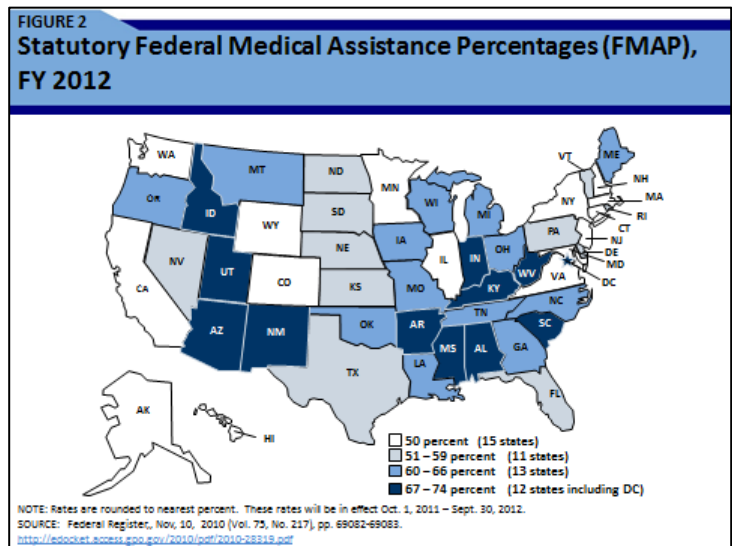 FIGURE 2
Statutory Federal Medical Assistance Percentages (FMAP),
FY 2012
WA
MT
ND
MN
VT
ME
OR
ID
SD
WI
MI
NY
NH
MA
WY
RI
CT
NV
NE
IA
PA
NJ
UT
CO
IL
IN
OH
DE
MD
CA
KS
MO
WV
VA
DC
KY
AZ
NM
OK
AR
TN
NC
SC
TX
LA
MS
AL
GA
FL
AK
HI
50 percent (15 states)
51 – 59 percent (11 states)
60 – 66 percent (13 states)
67 – 74 percent (12 states including DC)
NOTE: Rates are rounded to nearest percent. These rates will be in effect Oct. 1, 2011 – Sept. 30, 2012.
SOURCE: Federal Register,, Nov, 10, 2010 (Vol. 75, No. 217), pp. 69082-69083.
http://edocket.access.gpo.gov/2010/pdf/2010-28319.pdf